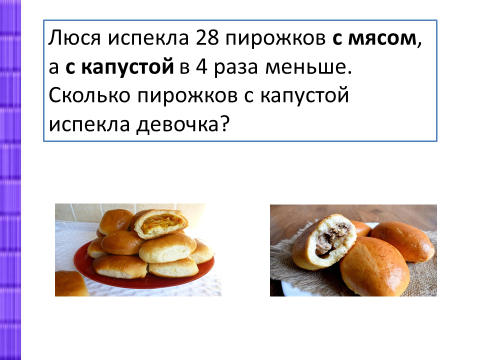 Люся испекла 28 пирожков с мясом,
а с капустой в 4 раза меньше.
Сколько пирожков с капустой
испекла девочка?